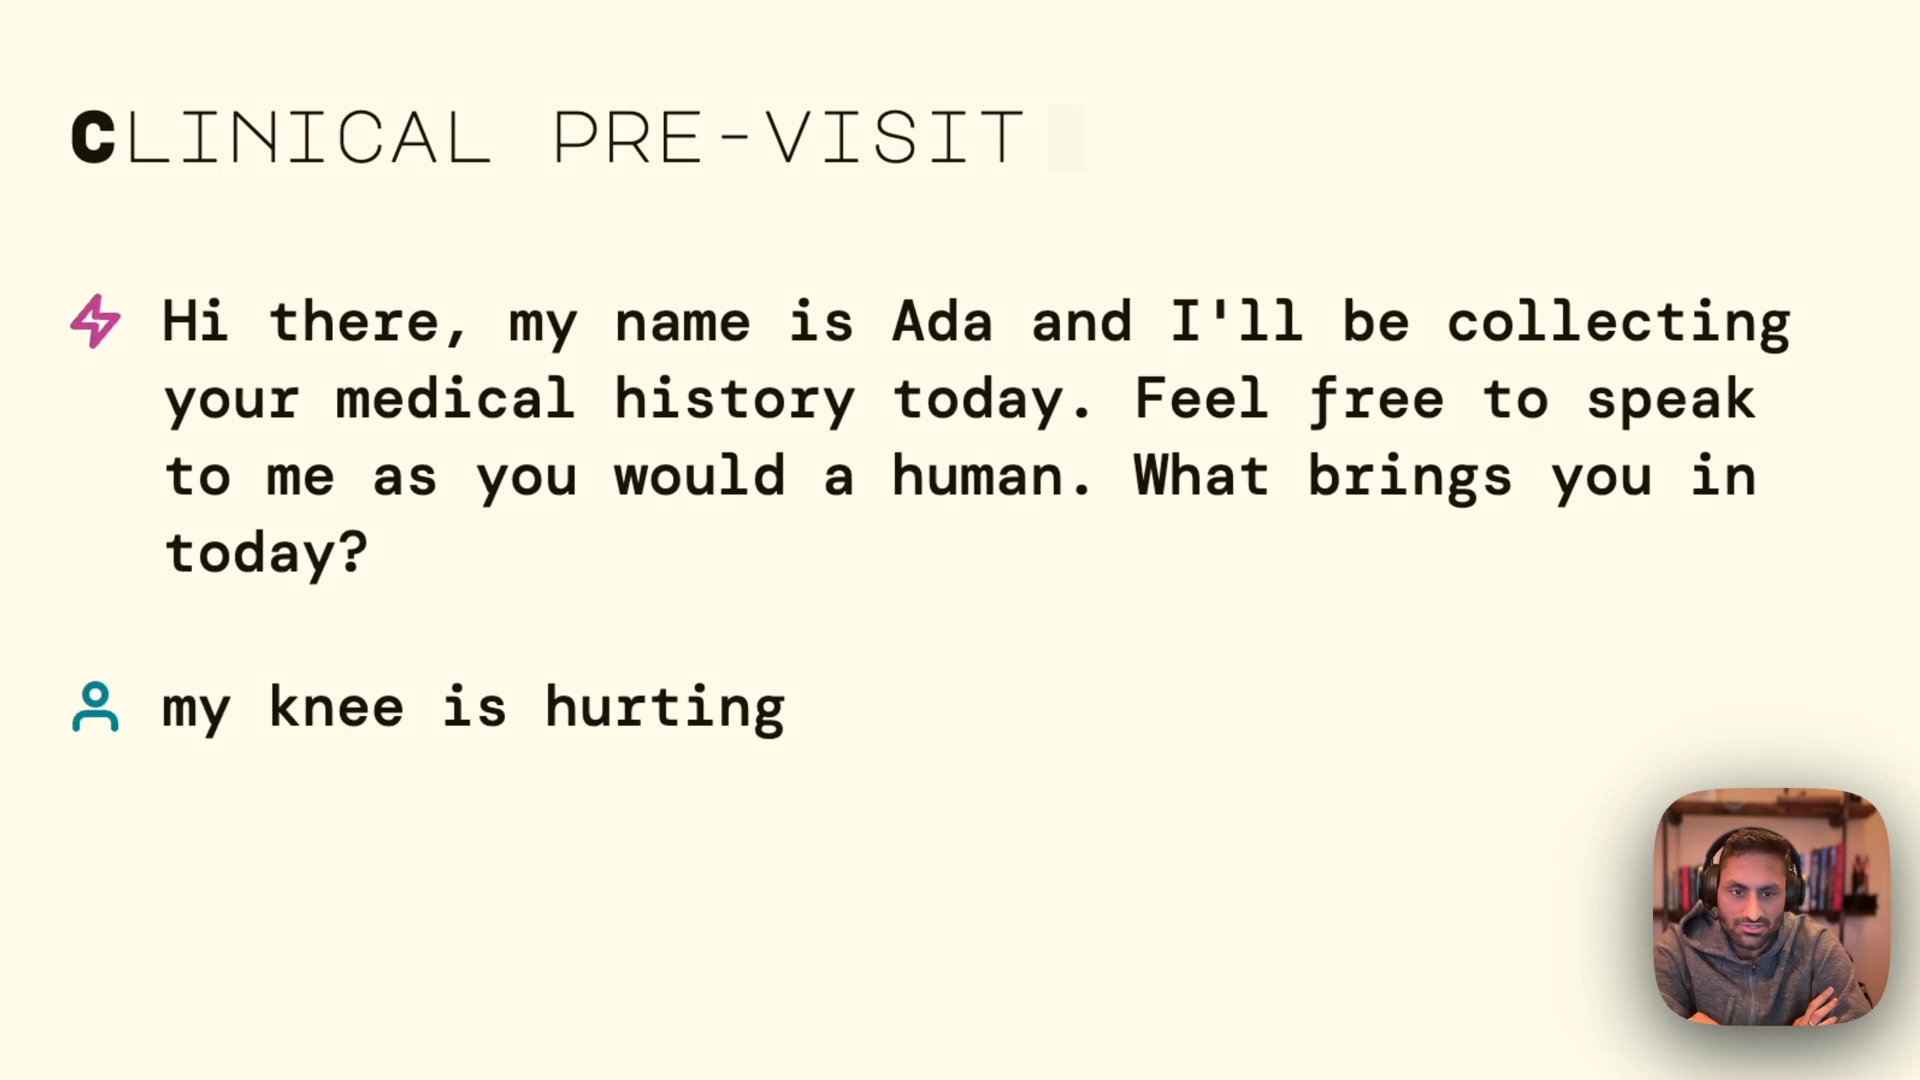 CLINICAL PRE-VISIT
Hi there, my name is Ada and I'll be collecting
your medical history today. Feel free to speak
to me as you would a human. What brings you in
today?
my knee is hurting